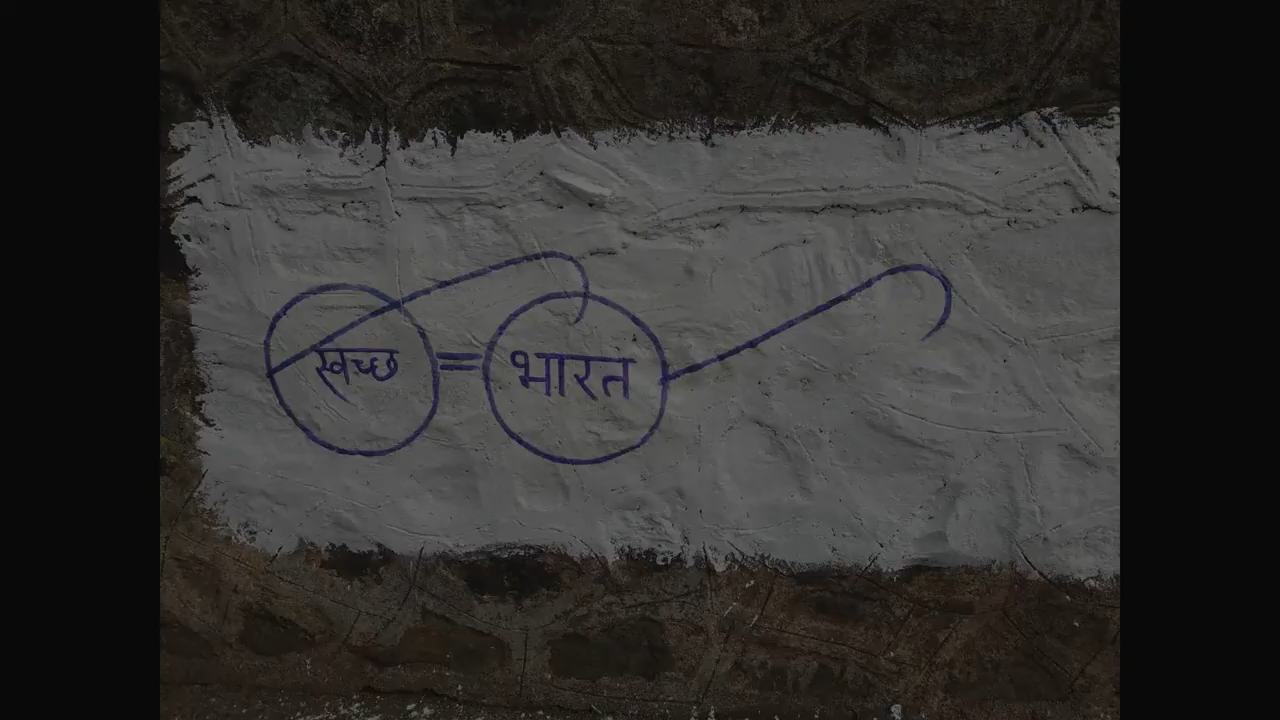 स्वच्छ = भारत